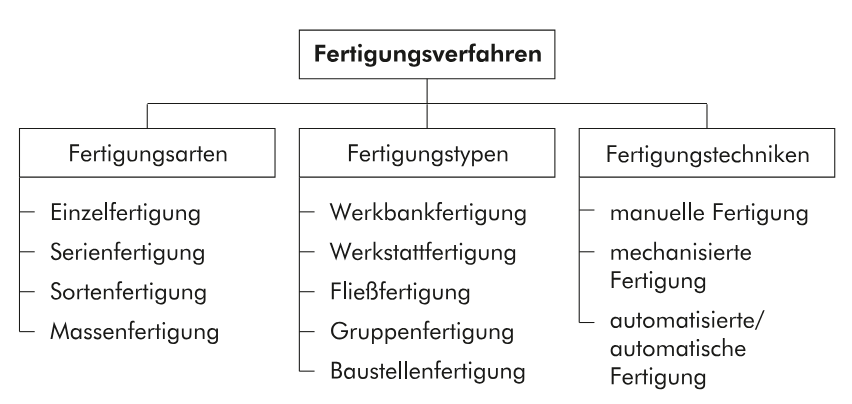 Fertigungsverfahren
Fertigungsarten
Einzelfertigung
Serienfertigung
Sortenfertigung
Massenfertigung
Fertigungstypen
Werkbankfertigung
Werkstattfertigung
Fließfertigung
Gruppenfertigung
Baustellenfertigung
Fertigungstechniken
manuelle Fertigung
mechanisierte
Fertigung
automatisierte/
automatische
Fertigung